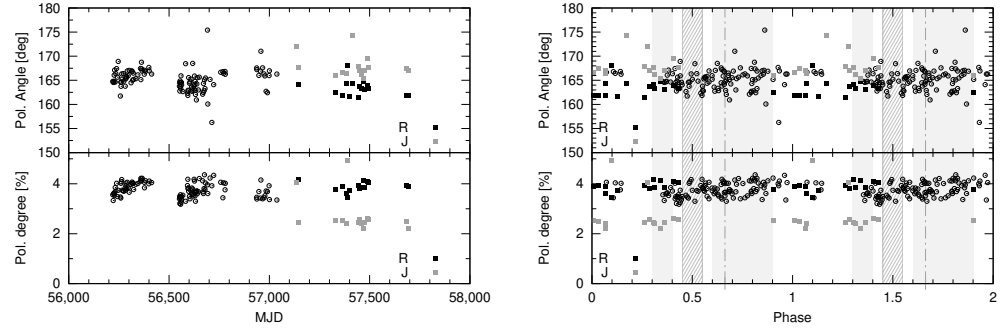 180
175
170
165
160
155
150
Pol. Angle [deg]
R
J
4
2
0
Pol. degree [%]
R
J
56,000
56,500
57,000
57,500
58,000
MJD
180
175
170
165
160
155
150
Pol. Angle [deg]
R
J
4
2
0
Pol. degree [%]
R
J
0
0.5
1
1.5
2
Phase